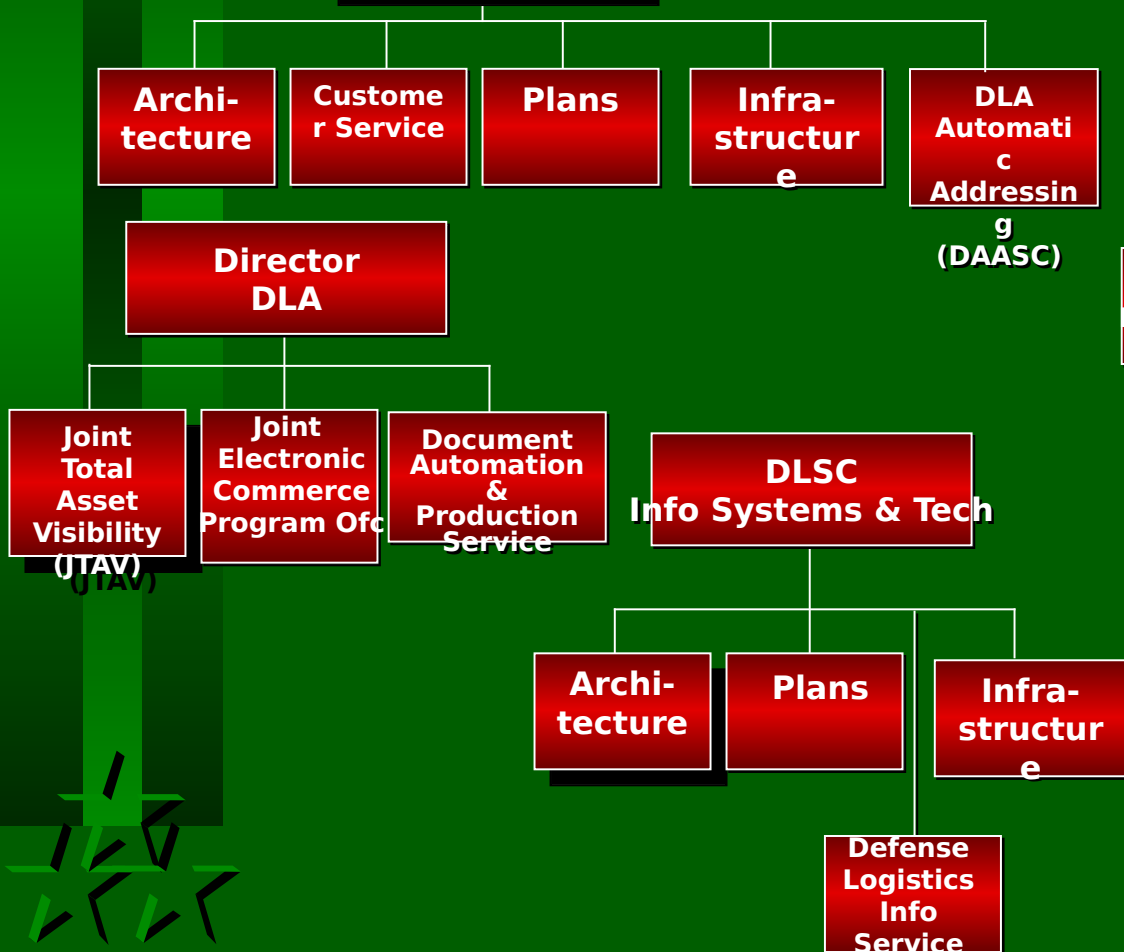 Archi-
tecture
Custome
r Service
Plans
Infra-
structur
e
DLA
Automati
c
Addressin
g
(DAASC)
Director
DLA
Joint
Total
Asset
Visibility
(JTAV)
Joint
Electronic
Commerce
Program Ofc
Document
Automation
&
Production
Service
DLSC
Info Systems & Tech
Archi-
tecture
Plans
Infra-
structur
e
Defense
Logistics
Info
Service